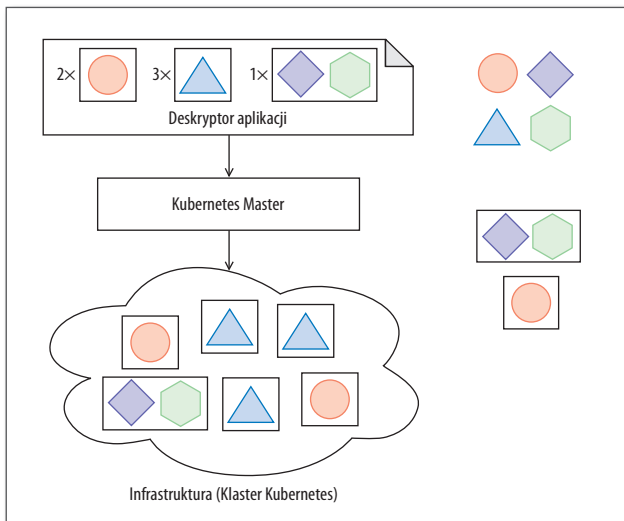 2× 3× 1×
Deskryptor aplikacji
Kubernetes Master
Infrastruktura (Klaster Kubernetes)